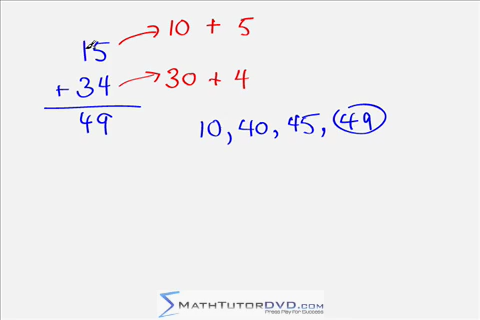 15 → 10 + 5
+ 34 → 30 + 4
49
10, 40, 45, 49
MATHTUTORDVD.COM
Press Play For Success